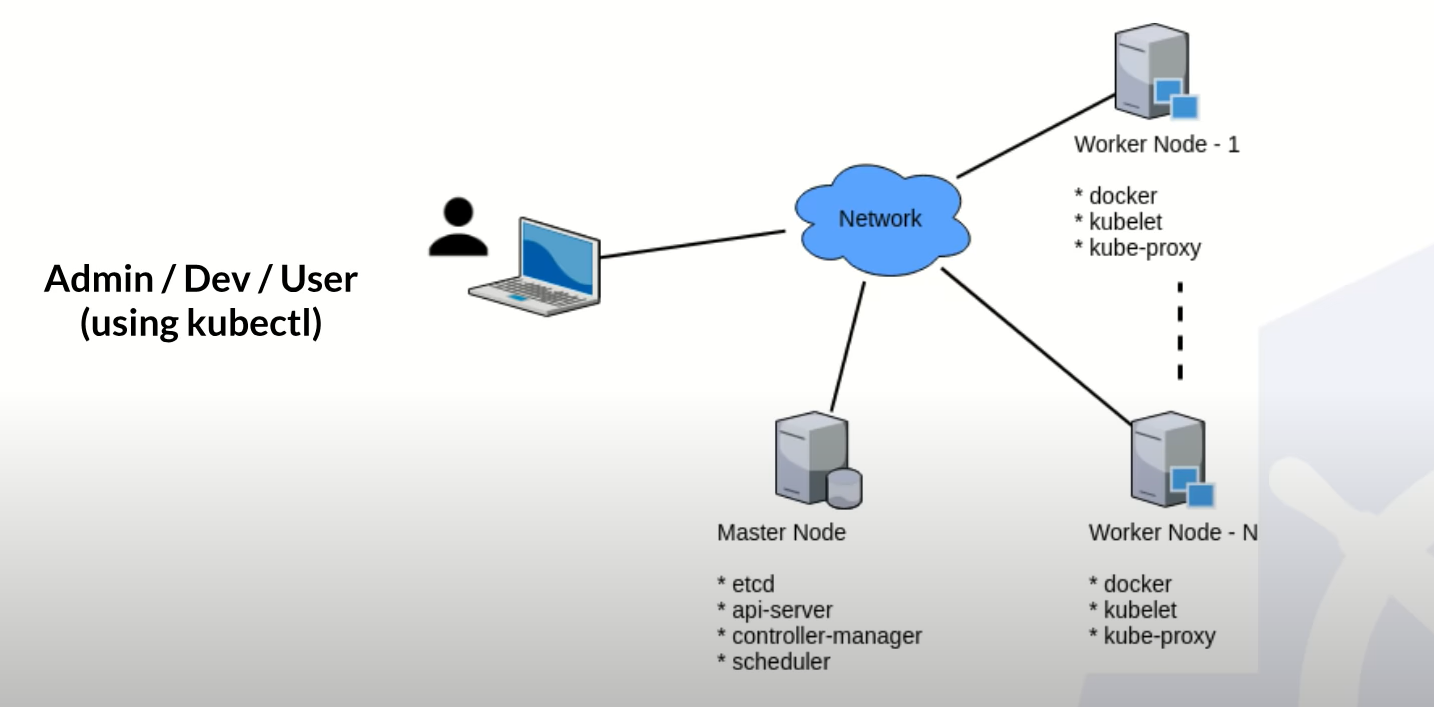 Admin / Dev / User
(using kubectl)
Network
Worker Node - 1
* docker
* kubelet
* kube-proxy
Master Node
* etcd
* api-server
* controller-manager
* scheduler
Worker Node - N
* docker
* kubelet
* kube-proxy